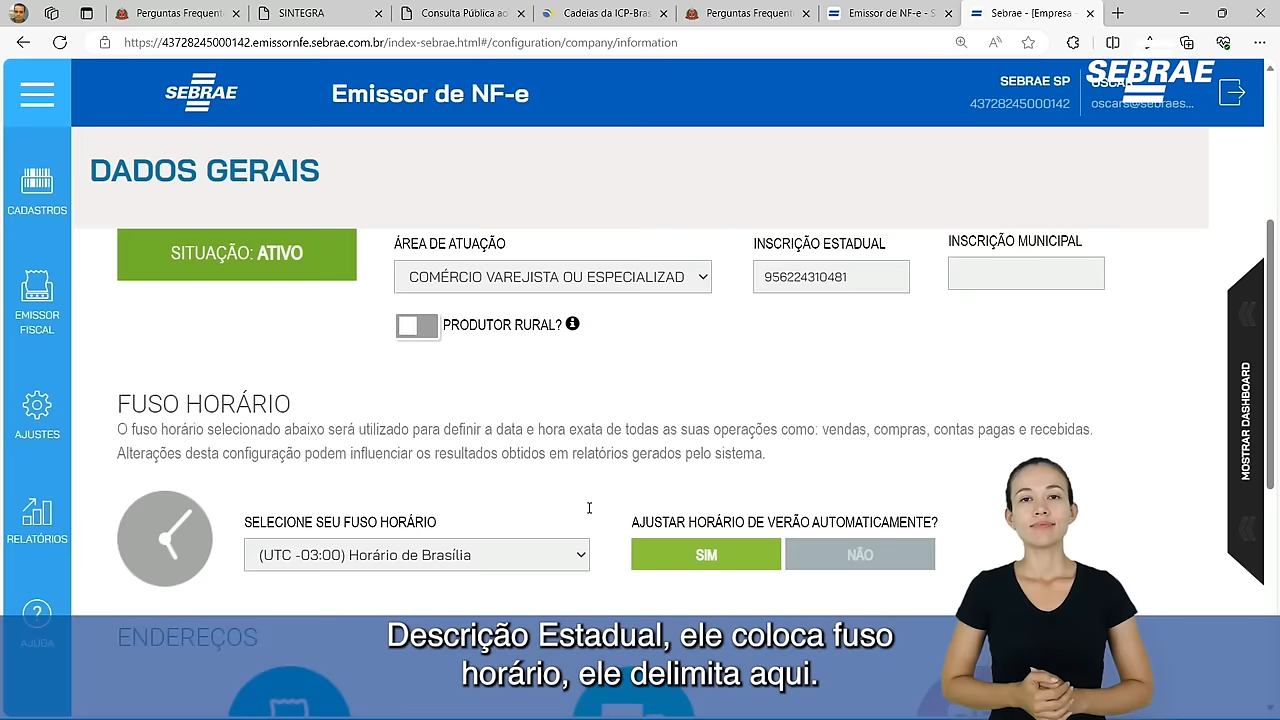 Perguntas Frequent
SINTEGRA
Consulta Pública ao
Cadeias da ICP-Bras
Perguntas Frequent
Emissor de NF-e - S
Sebrae - [Empresa -
https://43728245000142.emissornfe.sebrae.com.br/index-sebrae.html#/configuration/company/information
SEBRAE
Emissor de NF-e
SEBRAE SP
43728245000142
OSCAR
oscars@sebraes...
SEBRAE
DADOS GERAIS
CADASTROS
EMISSOR
FISCAL
AJUSTES
RELATÓRIOS
AJUDA
SITUAÇÃO: ATIVO
ÁREA DE ATUAÇÃO
COMÉRCIO VAREJISTA OU ESPECIALIZAD
INSCRIÇÃO ESTADUAL
956224310481
INSCRIÇÃO MUNICIPAL
PRODUTOR RURAL?
MOSTRAR DASHBOARD
FUSO HORÁRIO
O fuso horário selecionado abaixo será utilizado para definir a data e hora exata de todas as suas operações como: vendas, compras, contas pagas e recebidas.
Alterações desta configuração podem influenciar os resultados obtidos em relatórios gerados pelo sistema.
SELECIONE SEU FUSO HORÁRIO
(UTC -03:00) Horário de Brasília
AJUSTAR HORÁRIO DE VERÃO AUTOMATICAMENTE?
SIM
NÃO
ENDEREÇOS
Descrição Estadual, ele coloca fuso
horário, ele delimita aqui.